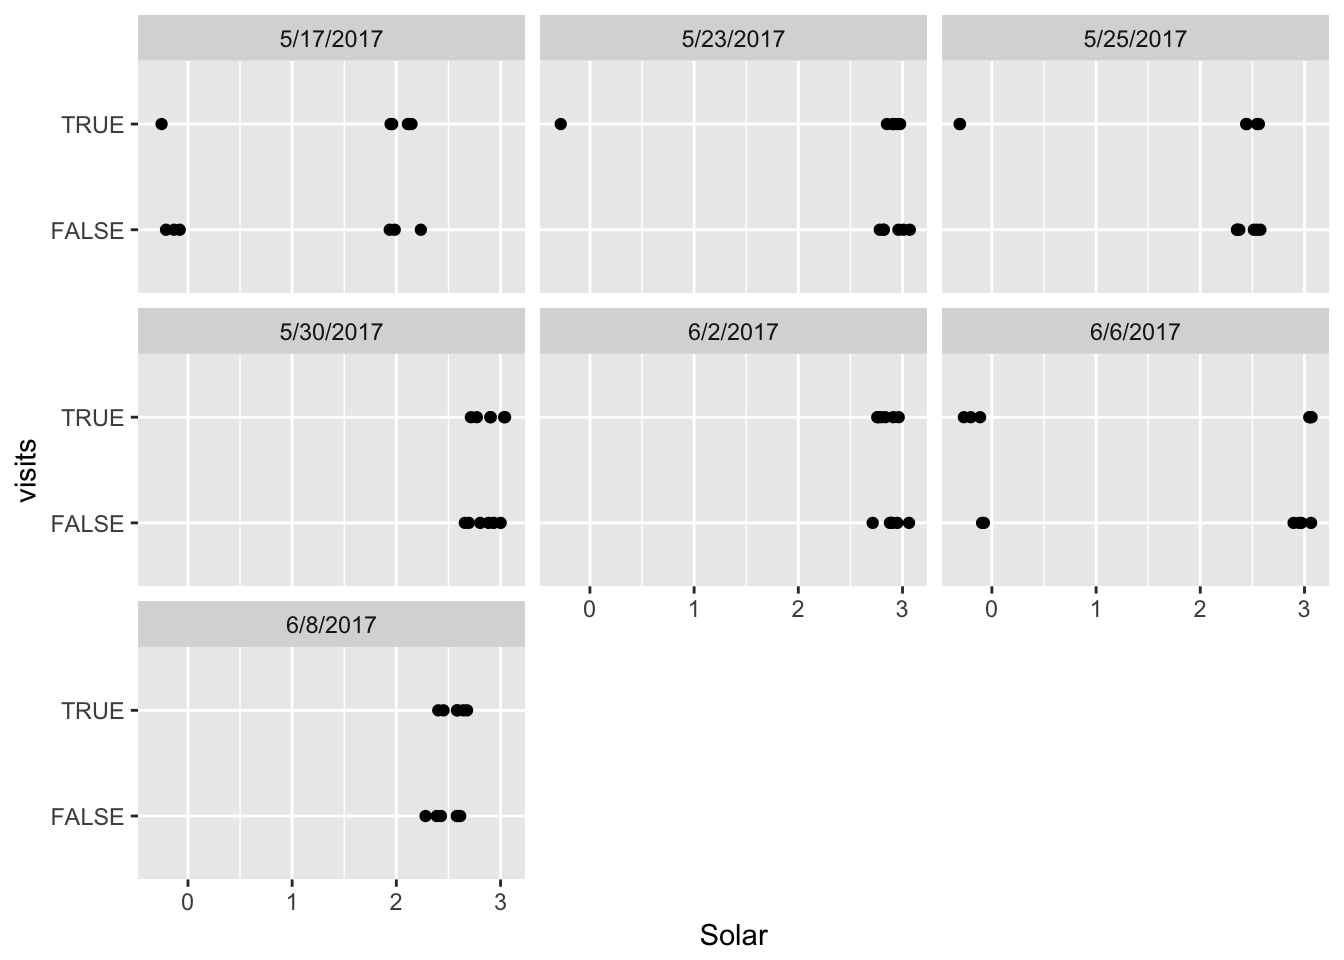 5/17/2017 5/23/2017 5/25/2017
TRUE
FALSE
5/30/2017 6/2/2017 6/6/2017
TRUE
FALSE
visits
0 1 2 3 0 1 2 3
6/8/2017
TRUE
FALSE
0 1 2 3
Solar